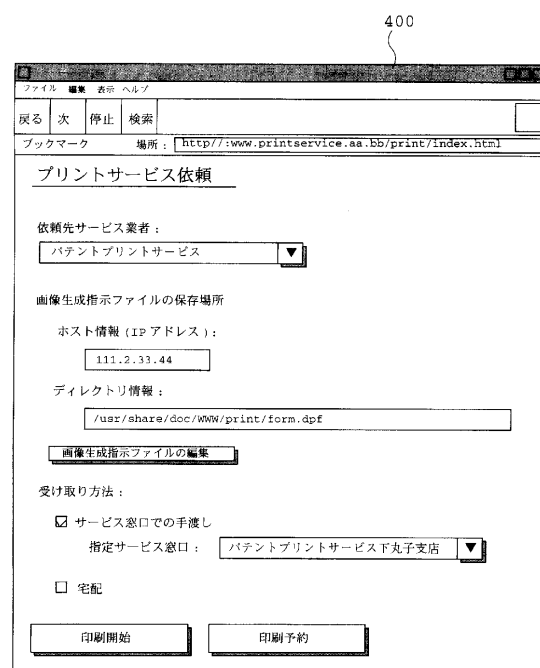 400
ファイル 編集 表示 ヘルプ
戻る 次 停止 検索
ブックマーク 場所： http//:www.printservice.aa.bb/print/index.html
プリントサービス依頼
依頼先サービス業者：
パテントプリントサービス ▼
画像生成指示ファイルの保存場所
ホスト情報 (IP アドレス)：
111.2.33.44
ディレクトリ情報：
/usr/share/doc/WWW/print/form.dpf
画像生成指示ファイルの編集
受け取り方法：
☑ サービス窓口での手渡し
指定サービス窓口： パテントプリントサービス下丸子支店 ▼
☐ 宅配
印刷開始 印刷予約